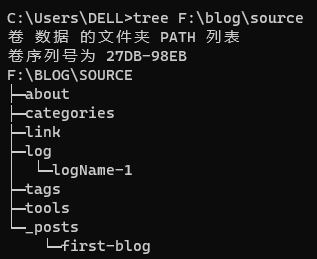 C:\Users\DELL>tree F:\blog\source
卷 数据 的文件夹 PATH 列表
卷序列号为 27DB-98EB
F:\BLOG\SOURCE
├─about
├─categories
├─link
├─log
│  └─logName-1
├─tags
├─tools
└─_posts
    └─first-blog